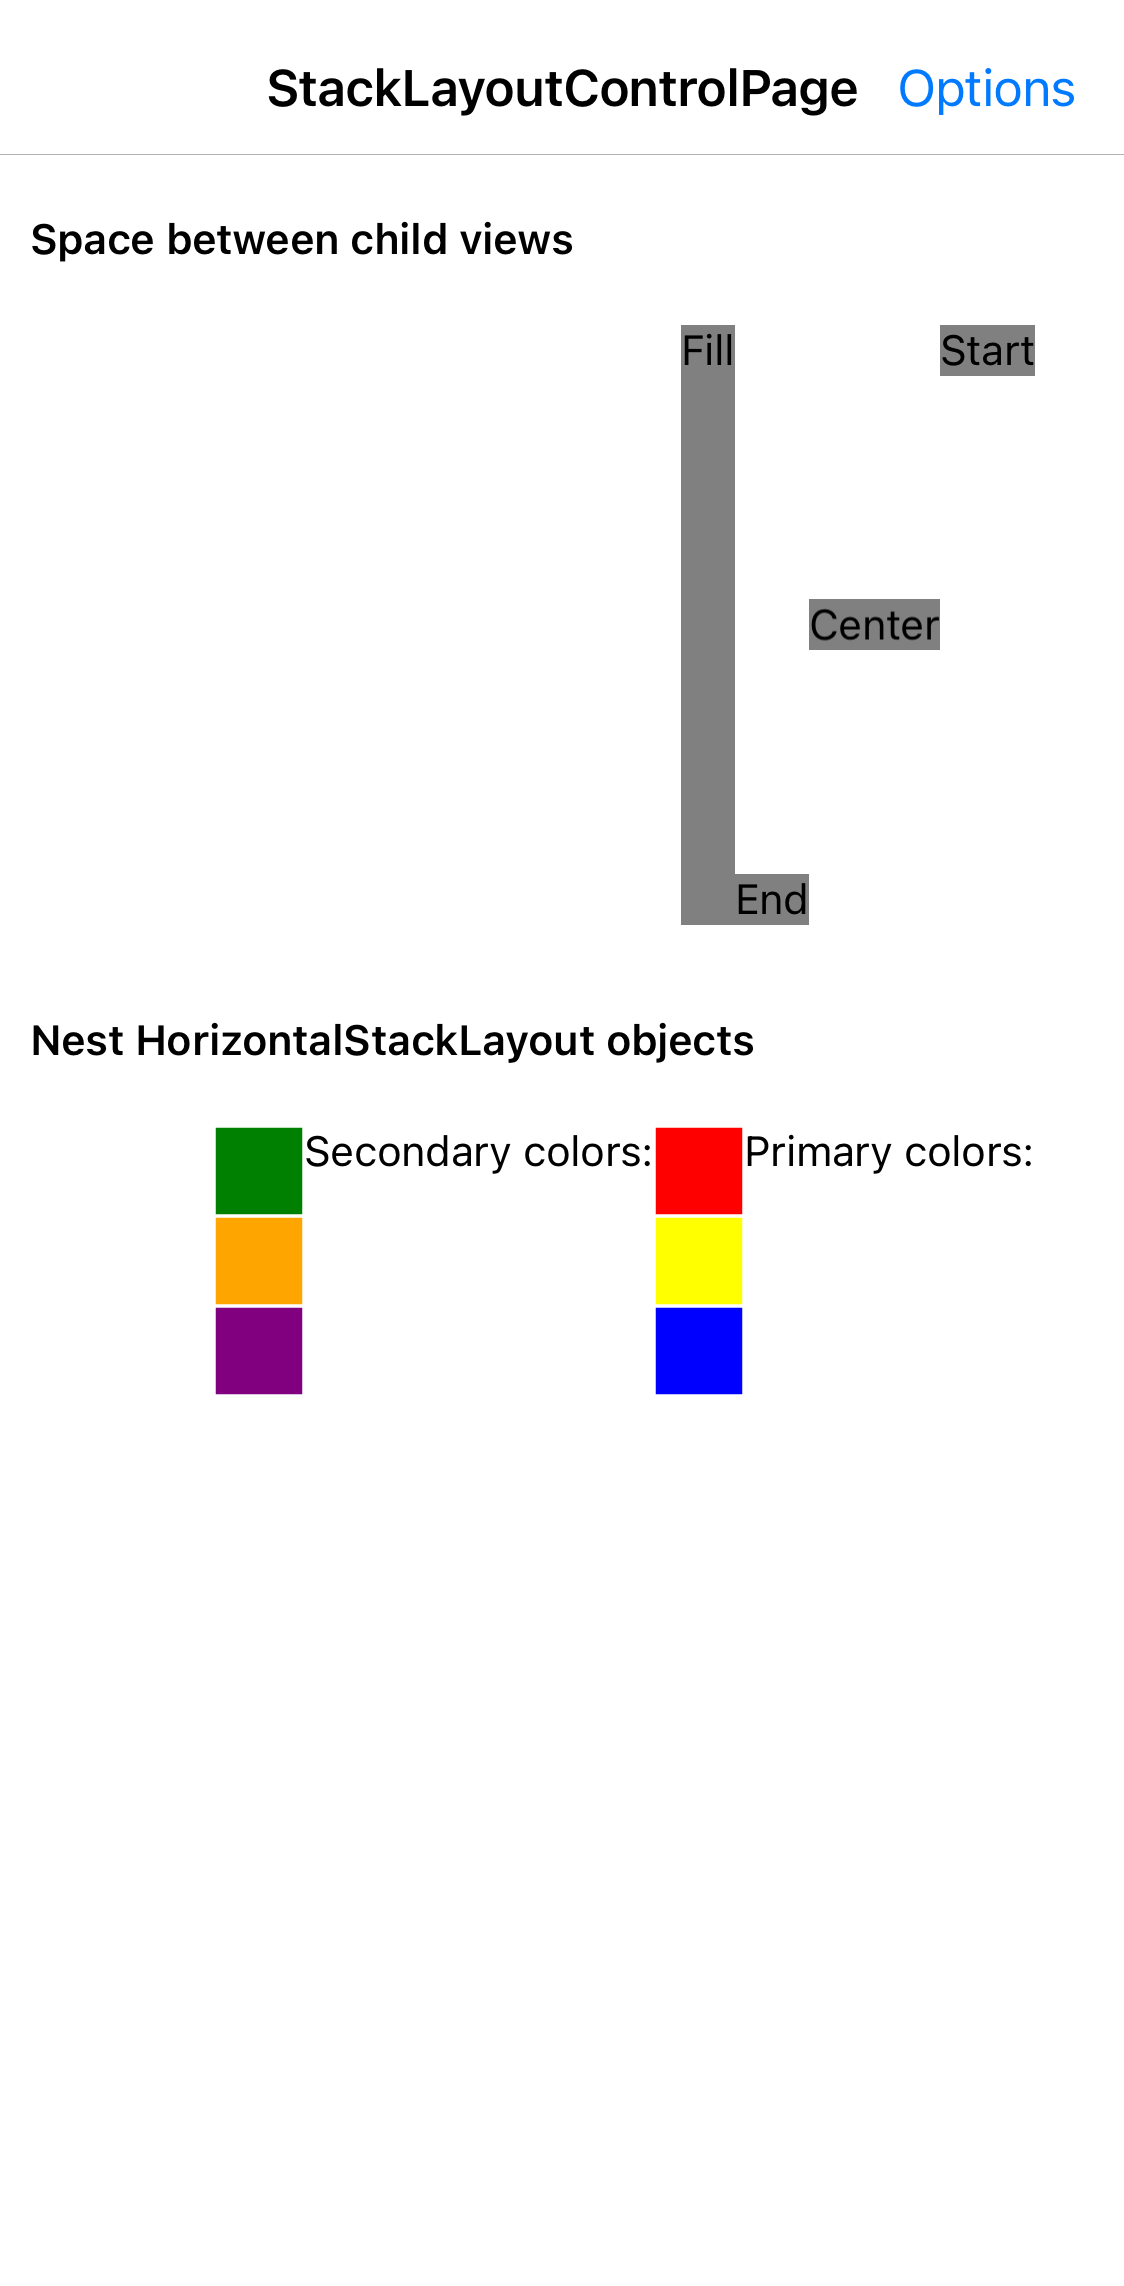 StackLayoutControlPage
Options
Space between child views
Fill
Start
Center
End
Nest HorizontalStackLayout objects
Secondary colors:
Primary colors: